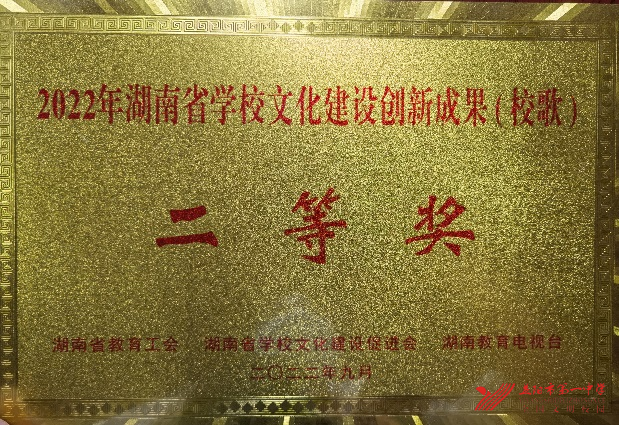 2022年湖南省学校文化建设创新成果(校歌)
二等奖
湖南省教育工会 湖南省学校文化建设促进会 湖南教育电视台
二〇二二年九月